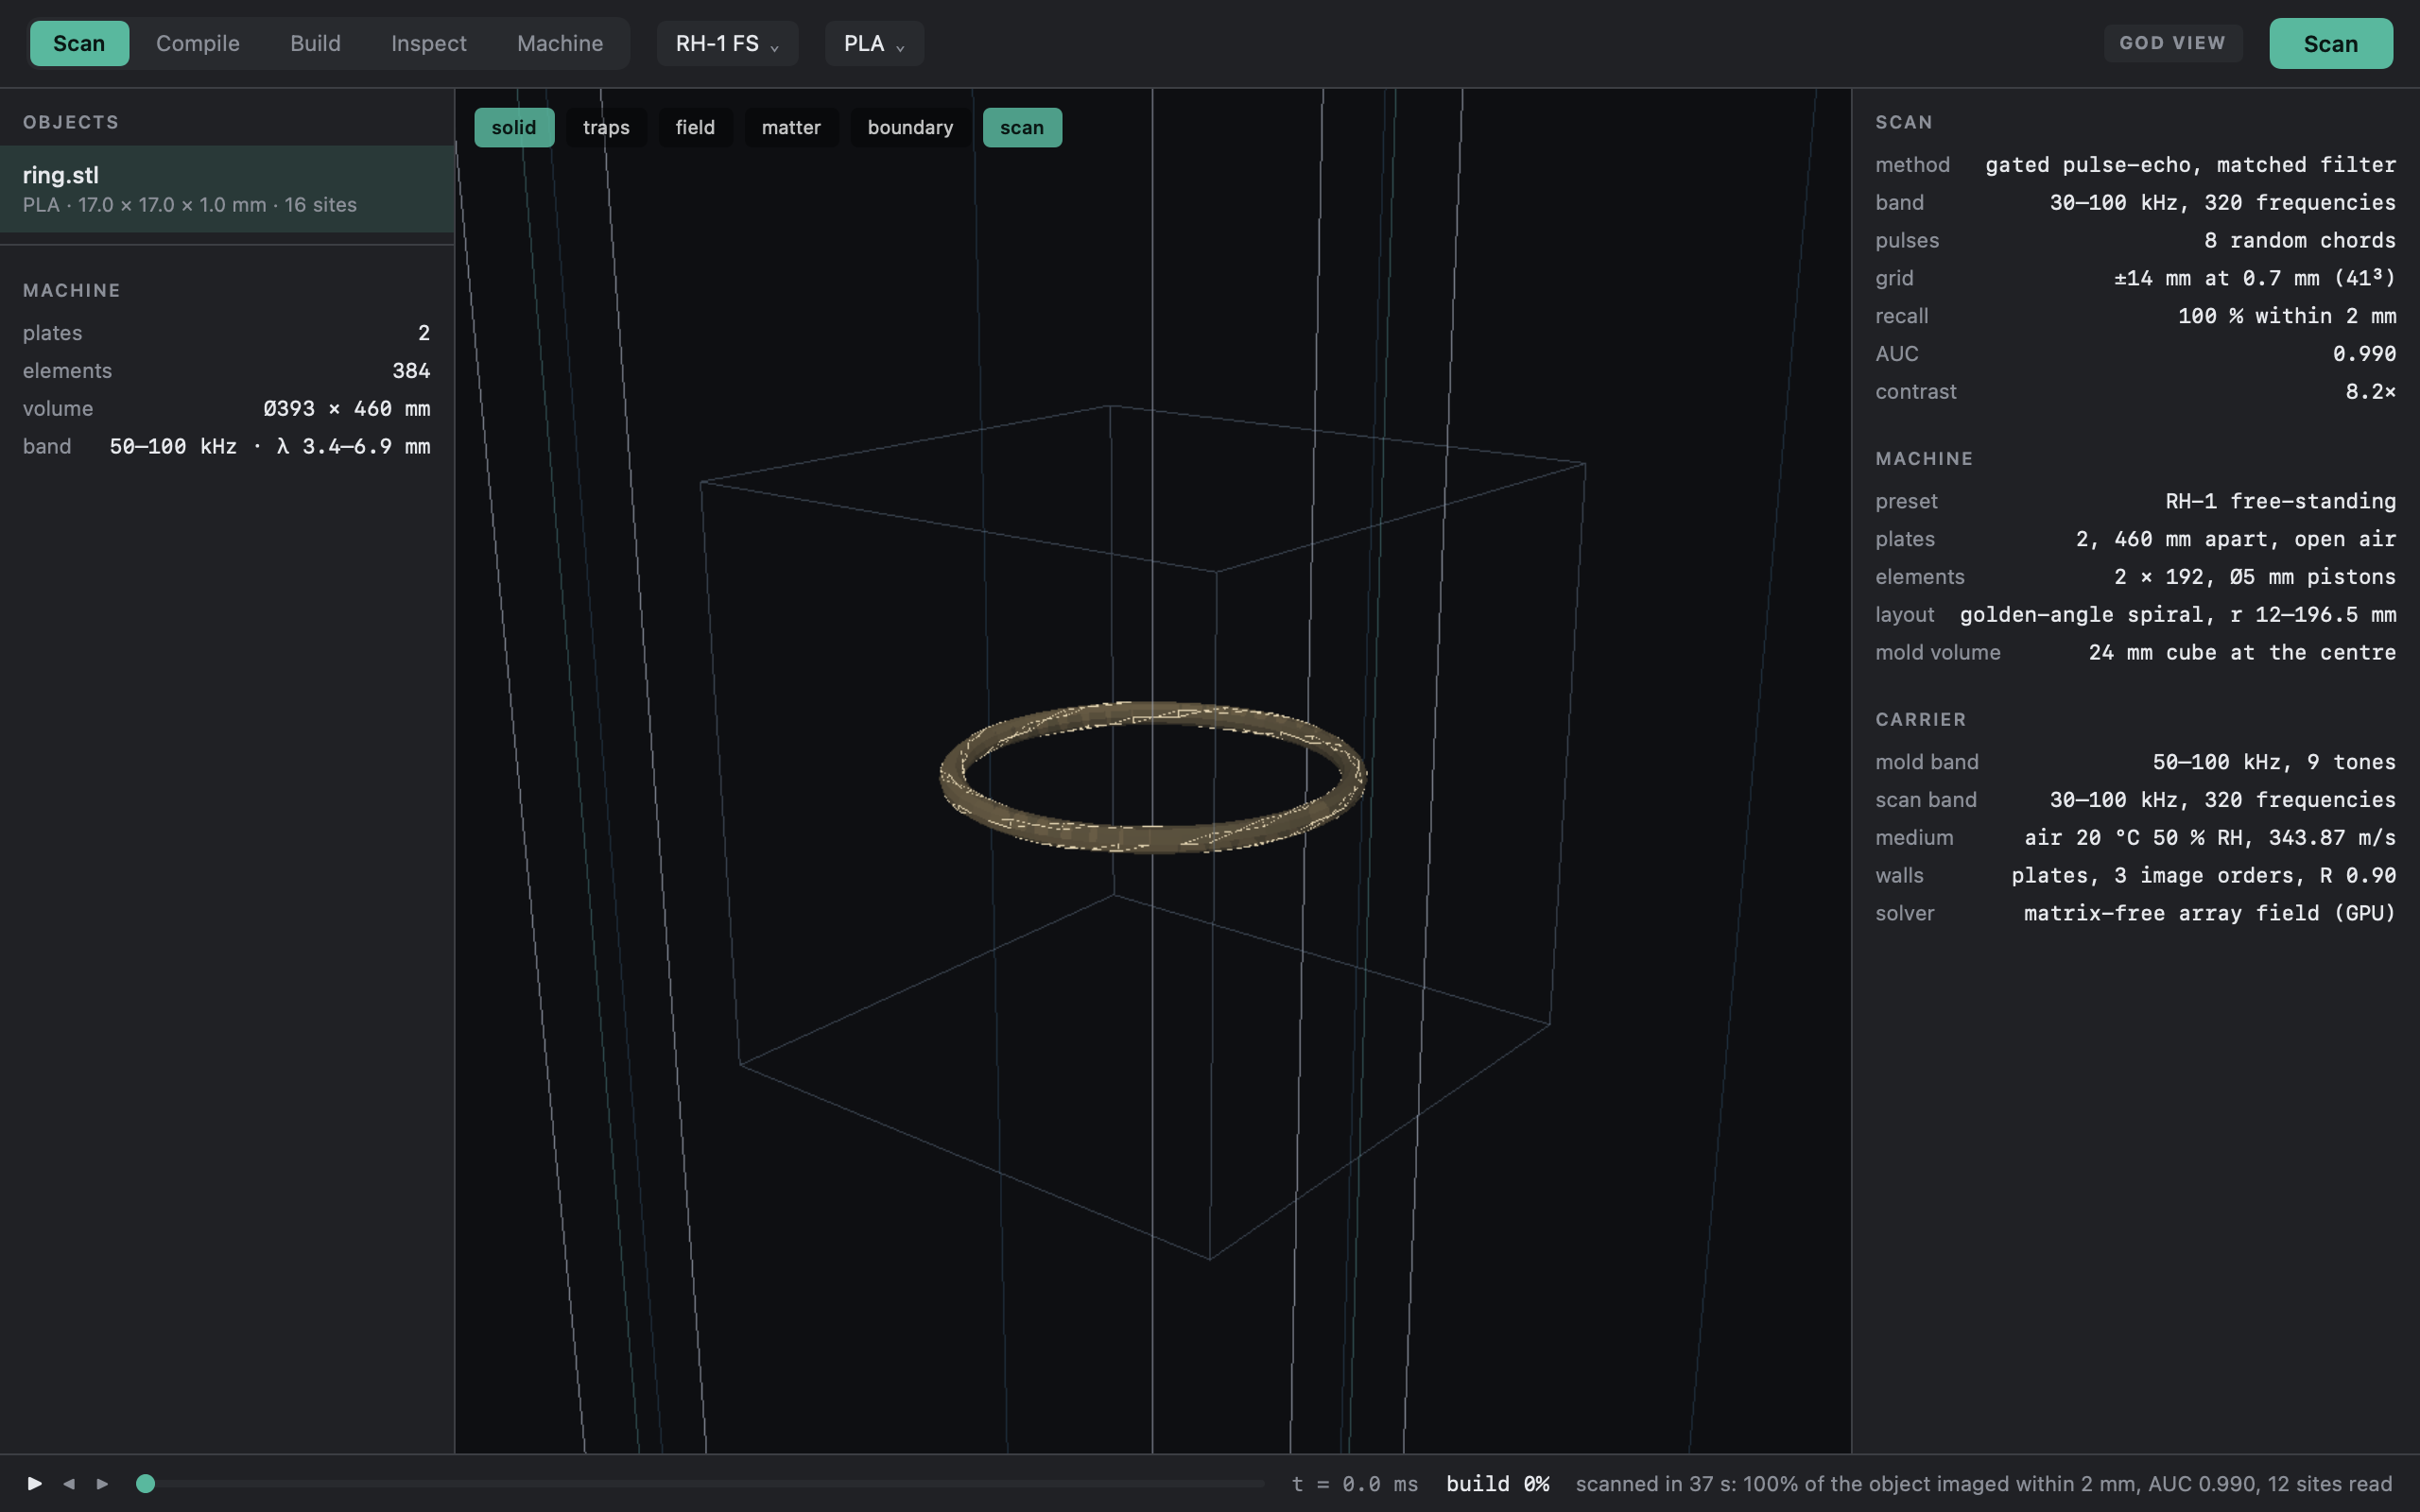 Scan Compile Build Inspect Machine RH-1 FS PLA GOD VIEW Scan
OBJECTS
ring.stl
PLA · 17.0 × 17.0 × 1.0 mm · 16 sites
MACHINE
plates 2
elements 384
volume Ø393 × 460 mm
band 50–100 kHz · λ 3.4–6.9 mm
solid traps field matter boundary scan
SCAN
method gated pulse-echo, matched filter
band 30–100 kHz, 320 frequencies
pulses 8 random chords
grid ±14 mm at 0.7 mm (41³)
recall 100 % within 2 mm
AUC 0.990
contrast 8.2×
MACHINE
preset RH-1 free-standing
plates 2, 460 mm apart, open air
elements 2 × 192, Ø5 mm pistons
layout golden-angle spiral, r 12–196.5 mm
mold volume 24 mm cube at the centre
CARRIER
mold band 50–100 kHz, 9 tones
scan band 30–100 kHz, 320 frequencies
medium air 20 °C 50 % RH, 343.87 m/s
walls plates, 3 image orders, R 0.90
solver matrix-free array field (GPU)
t = 0.0 ms build 0% scanned in 37 s: 100% of the object imaged within 2 mm, AUC 0.990, 12 sites read